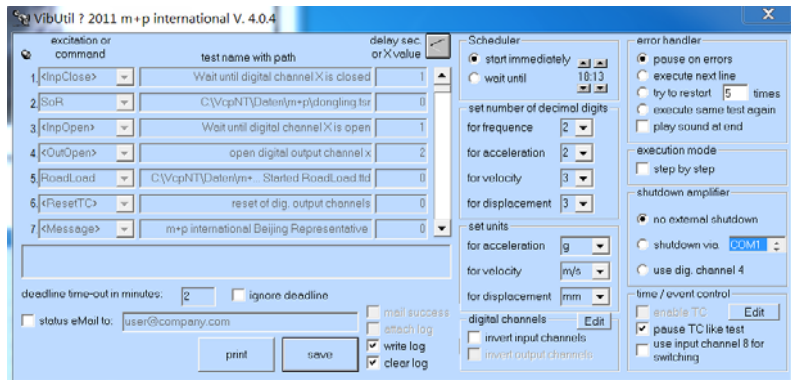 VibUtil ? 2011 m+p international V. 4.0.4
excitation or command
test name with path
delay sec. or X value
1. <InpClose> Wait until digital channel X is closed 1
2. SoR C:\VcpNT\Daten\m+p\dongling.tsr 0
3. <InpOpen> Wait until digital channel X is open 1
4. <OutOpen> open digital output channel x 2
5. RoadLoad C:\VcpNT\Daten\m+... Started RoadLoad.ttd 0
6. <ResetTC> reset of dig. output channels 0
7. <Message> m+p international Beijing Representative 0
deadline time-out in minutes: 2 ignore deadline
status eMail to: user@company.com
mail success
attach log
write log
clear log
print save
Scheduler
start immediately
wait until 18:13
set number of decimal digits
for frequence 2
for acceleration 2
for velocity 3
for displacement 3
set units
for acceleration g
for velocity m/s
for displacement mm
digital channels Edit
invert input channels
invert output channels
error handler
pause on errors
execute next line
try to restart 5 times
execute same test again
play sound at end
execution mode
step by step
shutdown amplifier
no external shutdown
shutdown via COM1
use dig. channel 4
time / event control
enable TC Edit
pause TC like test
use input channel 8 for
switching